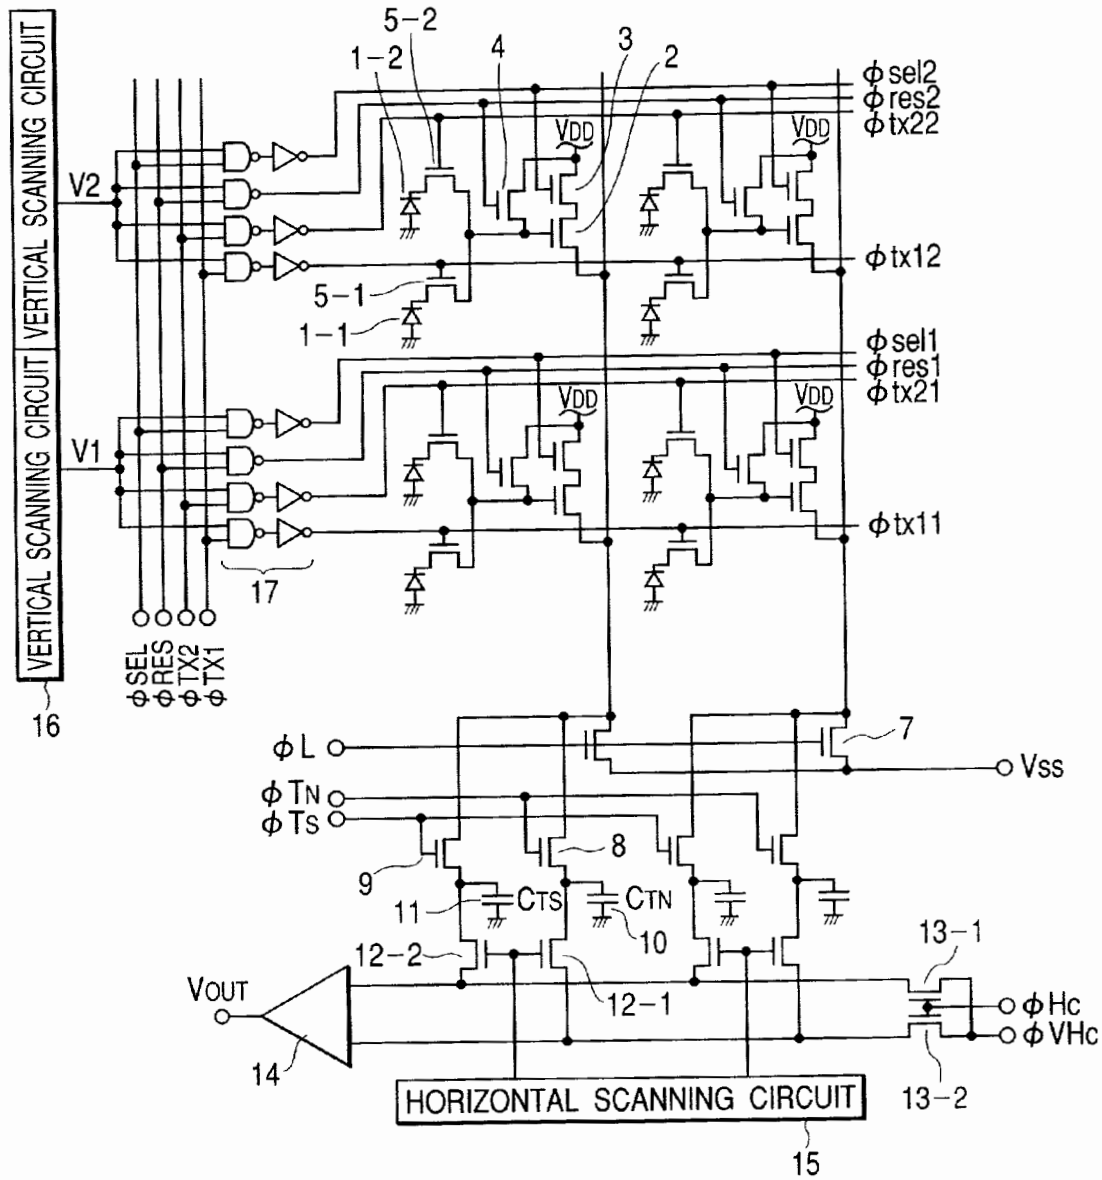 VERTICAL SCANNING CIRCUIT
VERTICAL SCANNING CIRCUIT
16
V2
V1
17
ϕSEL
ϕRES
ϕTX2
ϕTX1
5-2
1-2
4
3
2
VDD
VDD
ϕsel2
ϕres2
ϕtx22
ϕtx12
5-1
1-1
VDD
VDD
ϕsel1
ϕres1
ϕtx21
ϕtx11
ϕL
7
VSS
ϕTN
ϕTS
9
8
11
CTS
CTN
10
12-2
12-1
13-1
VOUT
14
ϕHC
ϕVHC
13-2
HORIZONTAL SCANNING CIRCUIT
15